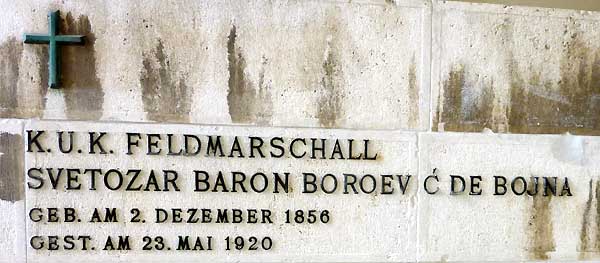 K.U.K. FELDMARSCHALL
SVETOZAR BARON BOROEV Ć DE BOJNA
GEB. AM 2. DEZEMBER 1856
GEST. AM 23. MAI 1920